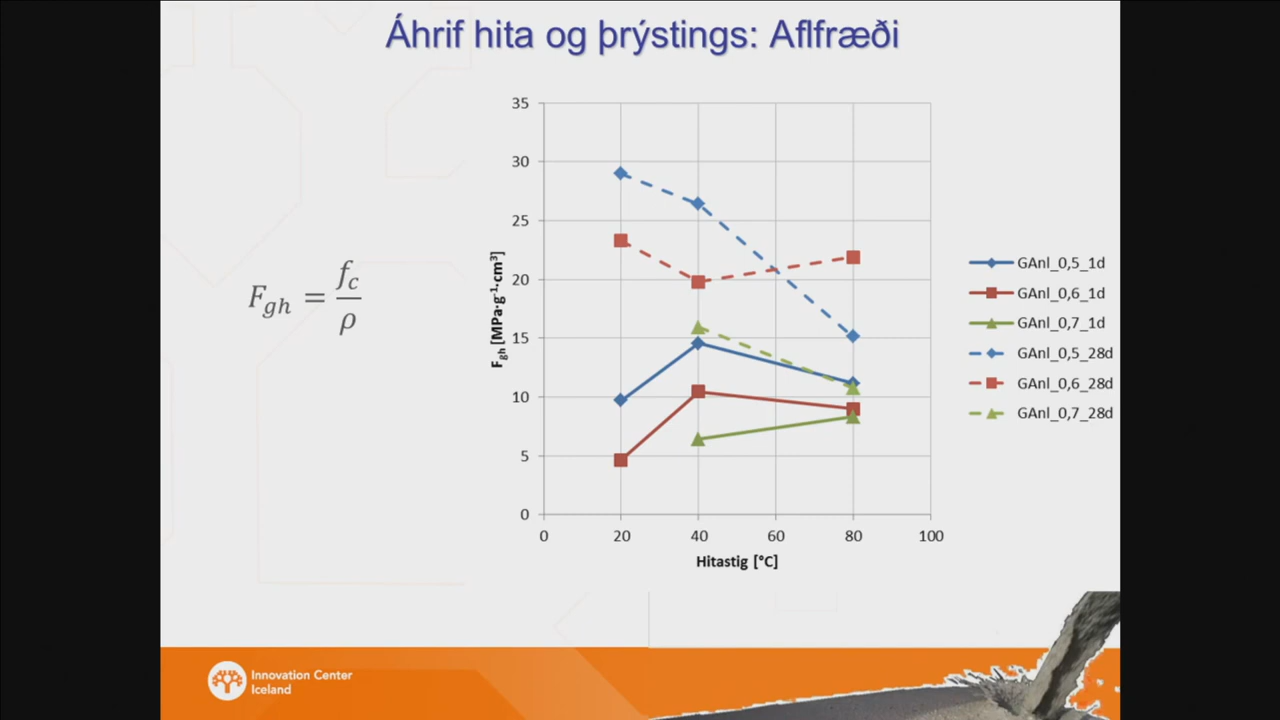 Áhrif hita og þrýstings: Aflfræði
F_gh = f_c / ρ
F_gh [MPa·g⁻¹·cm³]
35
30
25
20
15
10
5
0
0 20 40 60 80 100
Hitastig [°C]
GAnl_0,5_1d
GAnl_0,6_1d
GAnl_0,7_1d
GAnl_0,5_28d
GAnl_0,6_28d
GAnl_0,7_28d
Innovation Center
Iceland